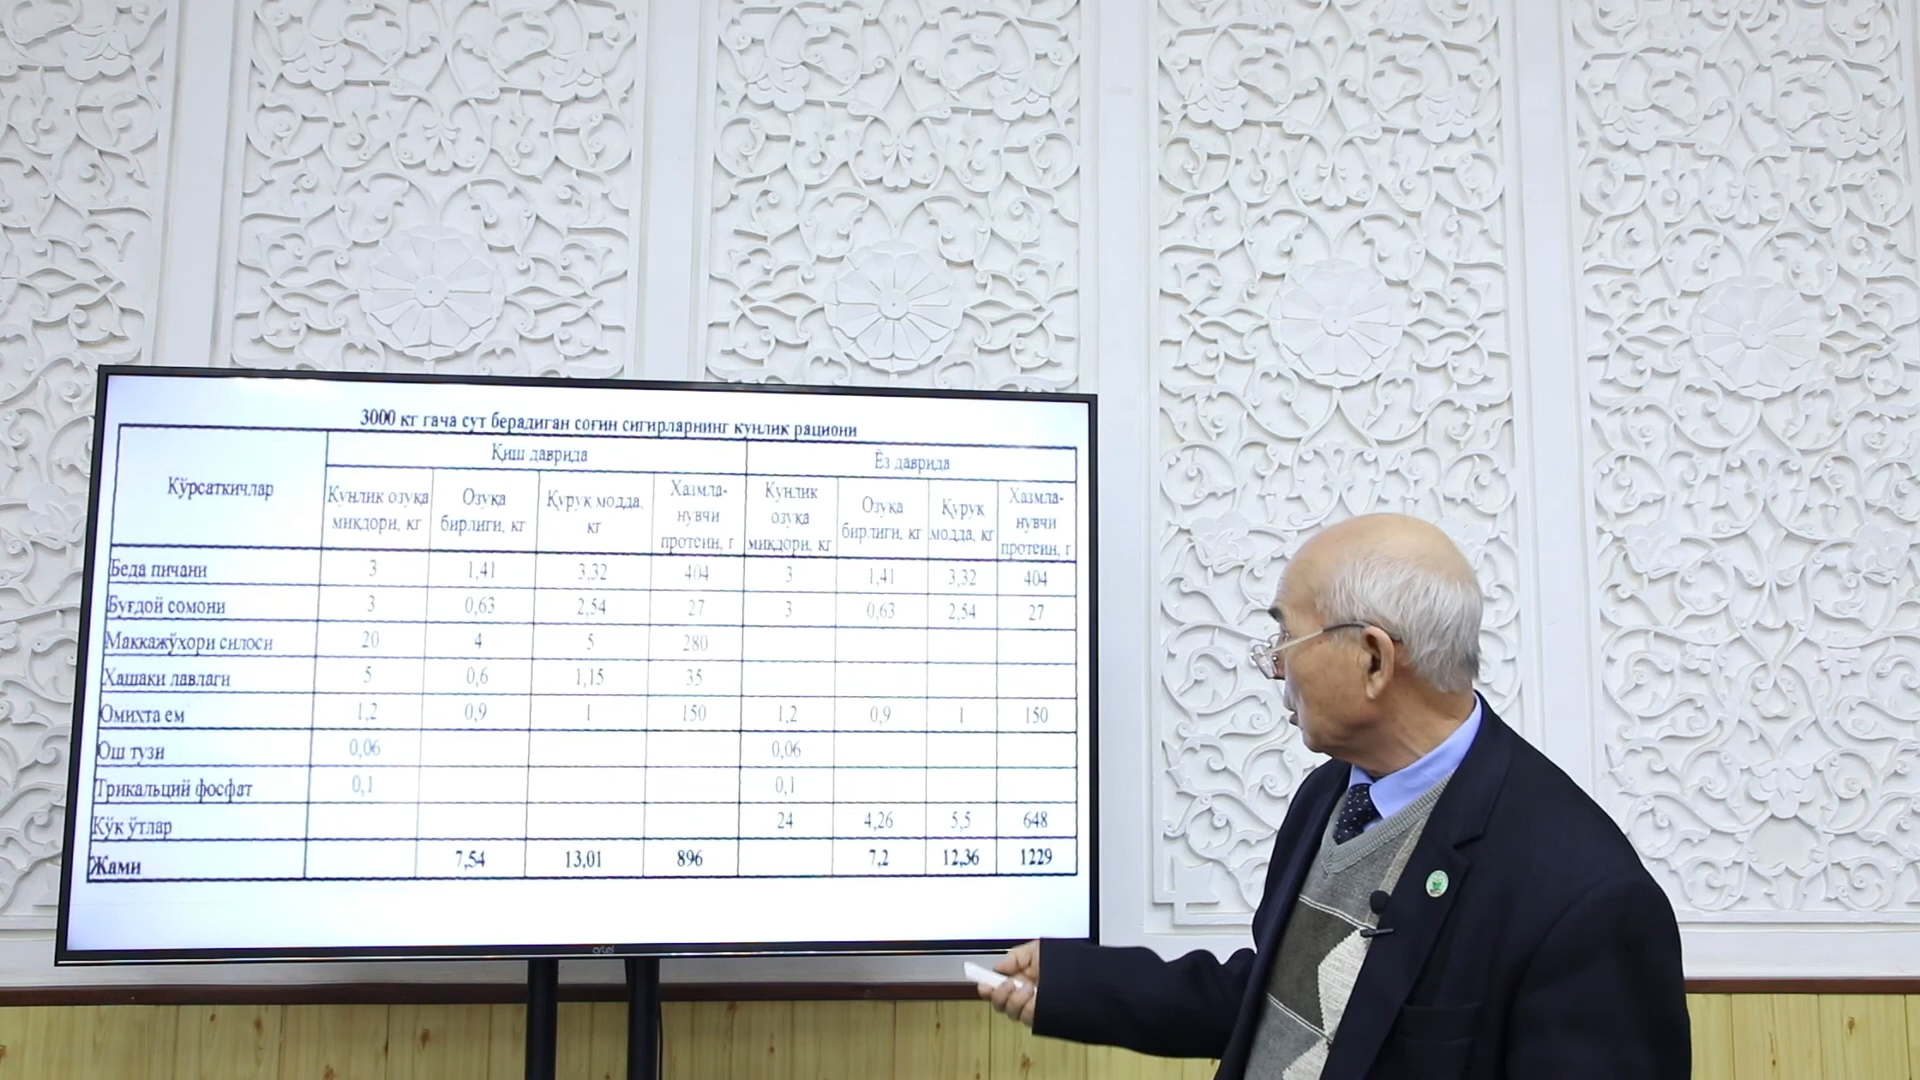 3000 кг гача сут берадиган соғин сигирларнинг кунлик рациони
Кўрсаткичлар
Қиш даврида
Ёз даврида
Кунлик озуқа миқдори, кг
Озуқа бирлиги, кг
Қуруқ модда, кг
Хазмла-нувчи протеин, г
Кунлик озуқа миқдори, кг
Озуқа бирлиги, кг
Қуруқ модда, кг
Хазмла-нувчи протеин, г
Беда пичани 3 1,41 3,32 404 3 1,41 3,32 404
Буғдой сомони 3 0,63 2,54 27 3 0,63 2,54 27
Маккажўхори силоси 20 4 5 280
Хашаки лавлаги 5 0,6 1,15 35
Омихта ем 1,2 0,9 1 150 1,2 0,9 1 150
Ош тузи 0,06 0,06
Трикальций фосфат 0,1 0,1
Кўк ўтлар 24 4,26 5,5 648
Жами 7,54 13,01 896 7,2 12,36 1229
artel